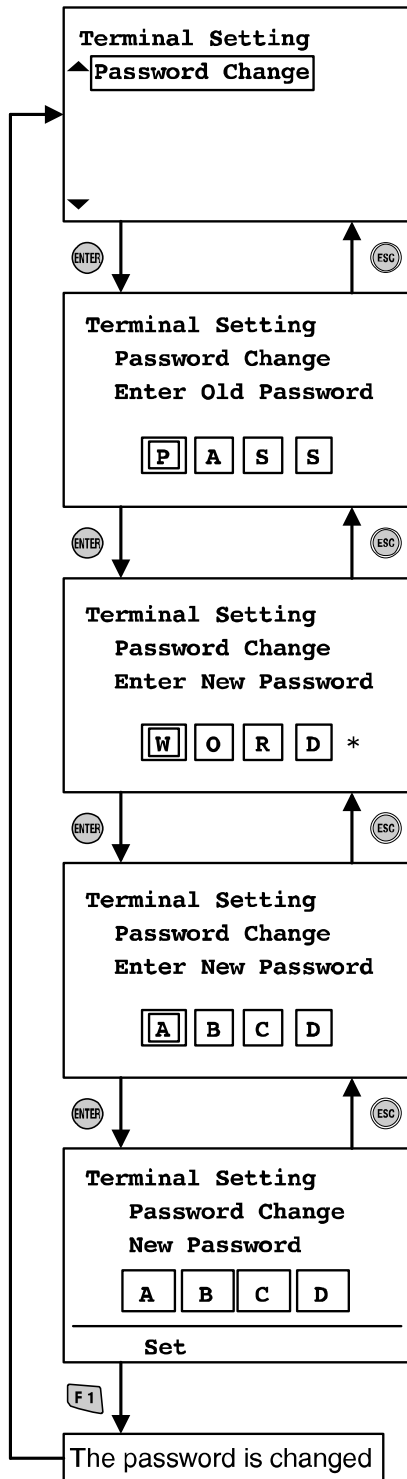 Terminal Setting
Password Change
ENTER
ESC
Terminal Setting
Password Change
Enter Old Password
P A S S
ENTER
ESC
Terminal Setting
Password Change
Enter New Password
W O R D *
ENTER
ESC
Terminal Setting
Password Change
Enter New Password
A B C D
ENTER
ESC
Terminal Setting
Password Change
New Password
A B C D
Set
F 1
The password is changed